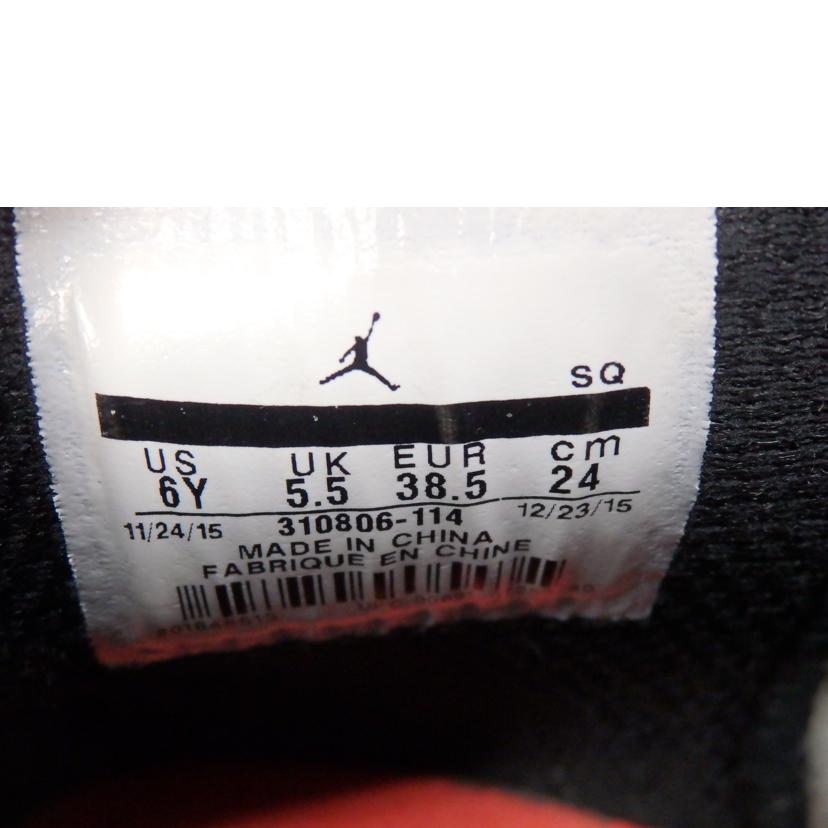 SQ
US UK EUR cm
6Y 5.5 38.5 24
11/24/15 310806-114 12/23/15
MADE IN CHINA
FABRIQUE EN CHINE